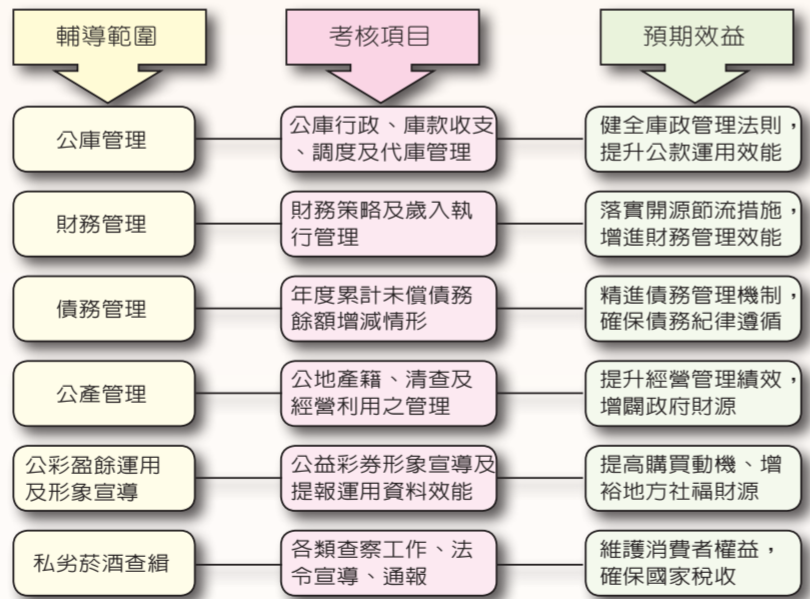 輔導範圍
考核項目
預期效益
公庫管理
公庫行政、庫款收支
、調度及代庫管理
健全庫政管理法則，
提升公款運用效能
財務管理
財務策略及歲入執
行管理
落實開源節流措施，
增進財務管理效能
債務管理
年度累計未償債務
餘額增減情形
精進債務管理機制，
確保債務紀律遵循
公產管理
公地產籍、清查及
經營利用之管理
提升經營管理績效，
增闢政府財源
公彩盈餘運用
及形象宣導
公益彩券形象宣導及
提報運用資料效能
提高購買動機、增
裕地方社福財源
私劣菸酒查緝
各類查察工作、法
令宣導、通報
維護消費者權益，
確保國家稅收